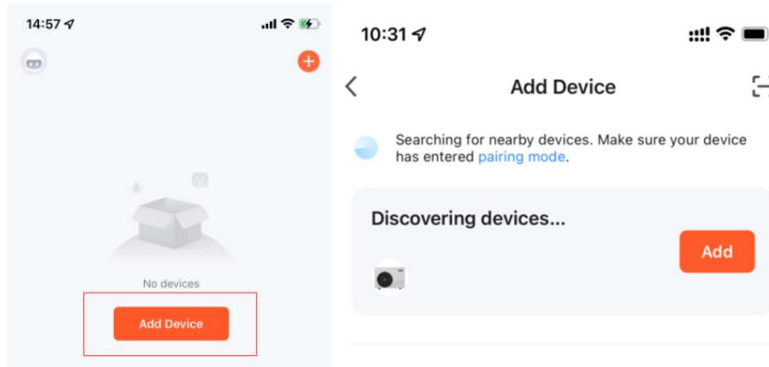 14:57
No devices
Add Device
10:31
Add Device
Searching for nearby devices. Make sure your device
has entered pairing mode.
Discovering devices...
Add